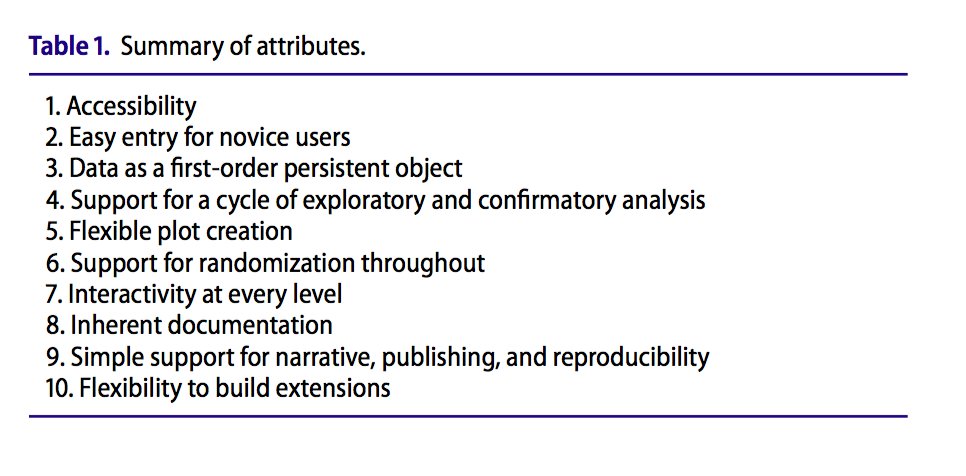 Table 1. Summary of attributes.
1. Accessibility
2. Easy entry for novice users
3. Data as a first-order persistent object
4. Support for a cycle of exploratory and confirmatory analysis
5. Flexible plot creation
6. Support for randomization throughout
7. Interactivity at every level
8. Inherent documentation
9. Simple support for narrative, publishing, and reproducibility
10. Flexibility to build extensions